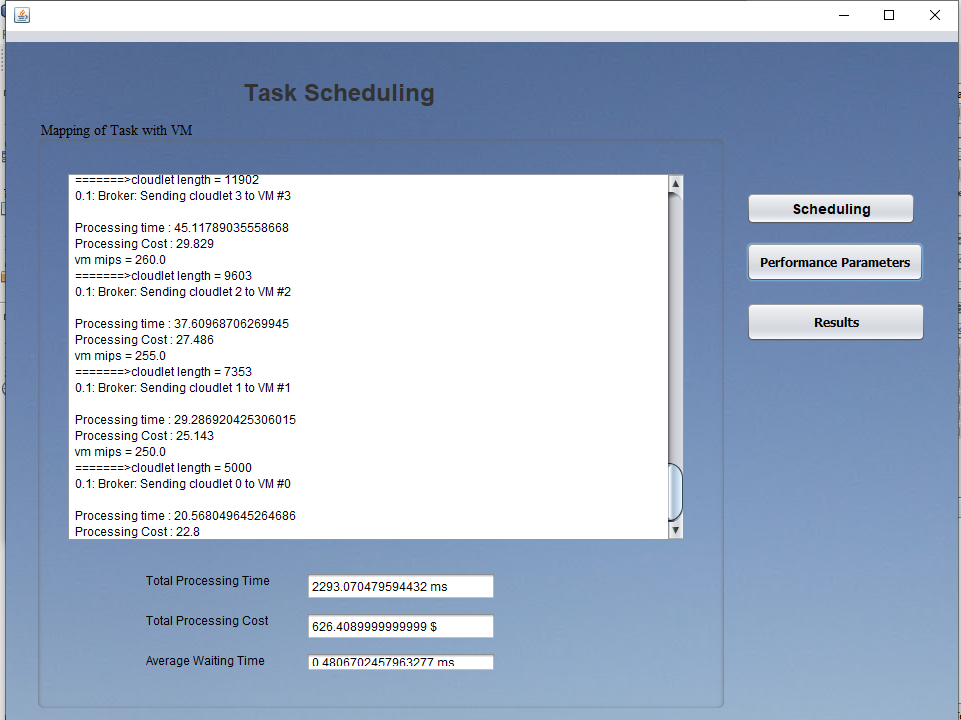 Task Scheduling
Mapping of Task with VM
=======>cloudlet length = 11902
0.1: Broker: Sending cloudlet 3 to VM #3
Processing time : 45.11789035558668
Processing Cost : 29.829
vm mips = 260.0
=======>cloudlet length = 9603
0.1: Broker: Sending cloudlet 2 to VM #2
Processing time : 37.60968706269945
Processing Cost : 27.486
vm mips = 255.0
=======>cloudlet length = 7353
0.1: Broker: Sending cloudlet 1 to VM #1
Processing time : 29.286920425306015
Processing Cost : 25.143
vm mips = 250.0
=======>cloudlet length = 5000
0.1: Broker: Sending cloudlet 0 to VM #0
Processing time : 20.568049645264686
Processing Cost : 22.8
Scheduling
Performance Parameters
Results
Total Processing Time 2293.070479594432 ms
Total Processing Cost 626.4089999999999 $
Average Waiting Time 0.4806702457963277 ms